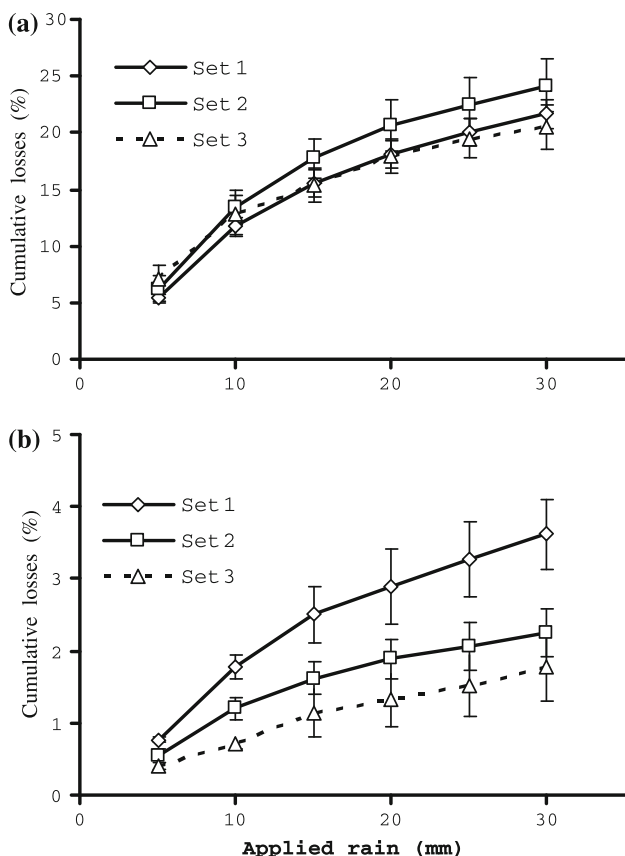 (a)
30
25
20
15
10
5
0
Cumulative losses (%)
Set 1
Set 2
Set 3
0 10 20 30
(b)
5
4
3
2
1
0
Cumulative losses (%)
Set 1
Set 2
Set 3
0 10 20 30
Applied rain (mm)